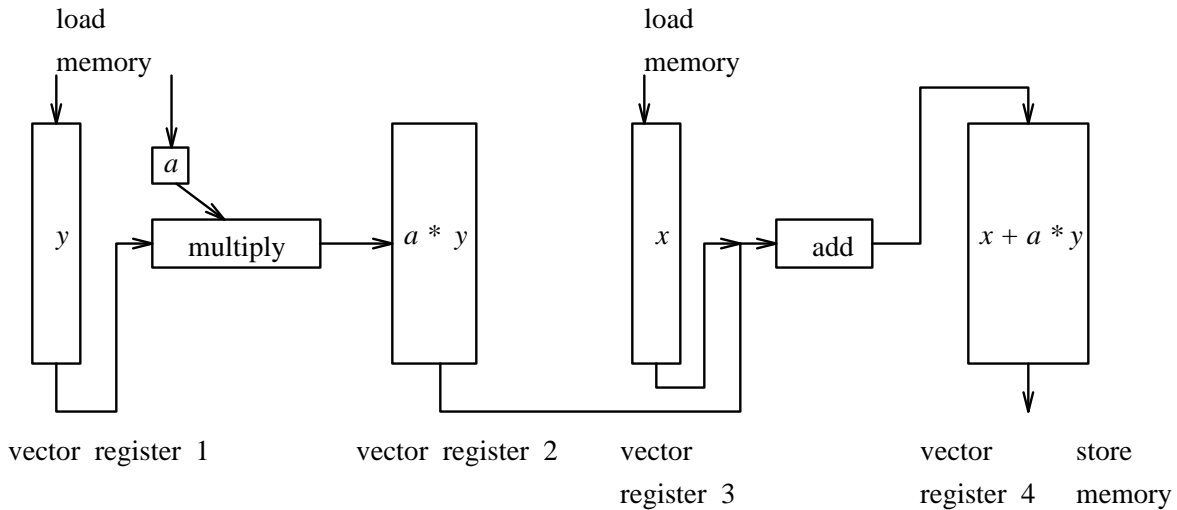 load
memory
load
memory
a
y
multiply
a * y
x
add
x + a * y
vector register 1
vector register 2
vector
register 3
vector
register 4
store
memory